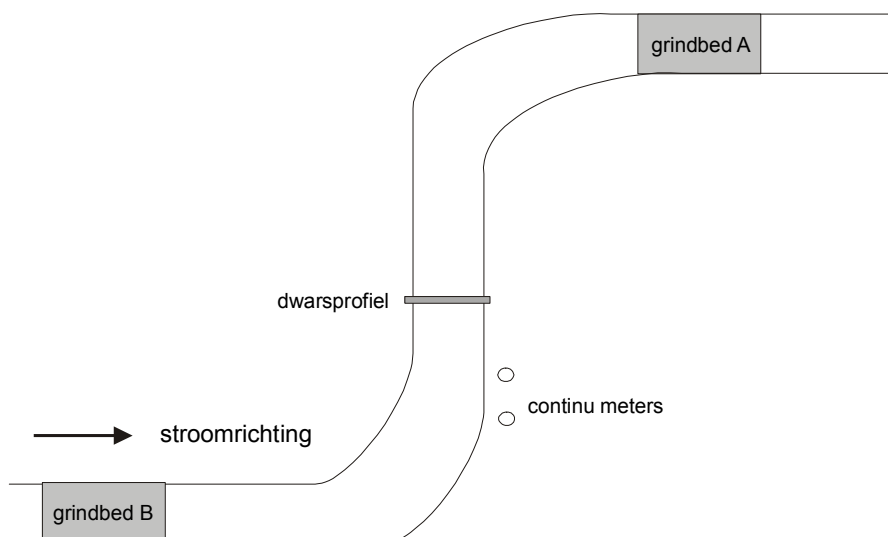 grindbed A
dwarsprofiel
continu meters
stroomrichting
grindbed B